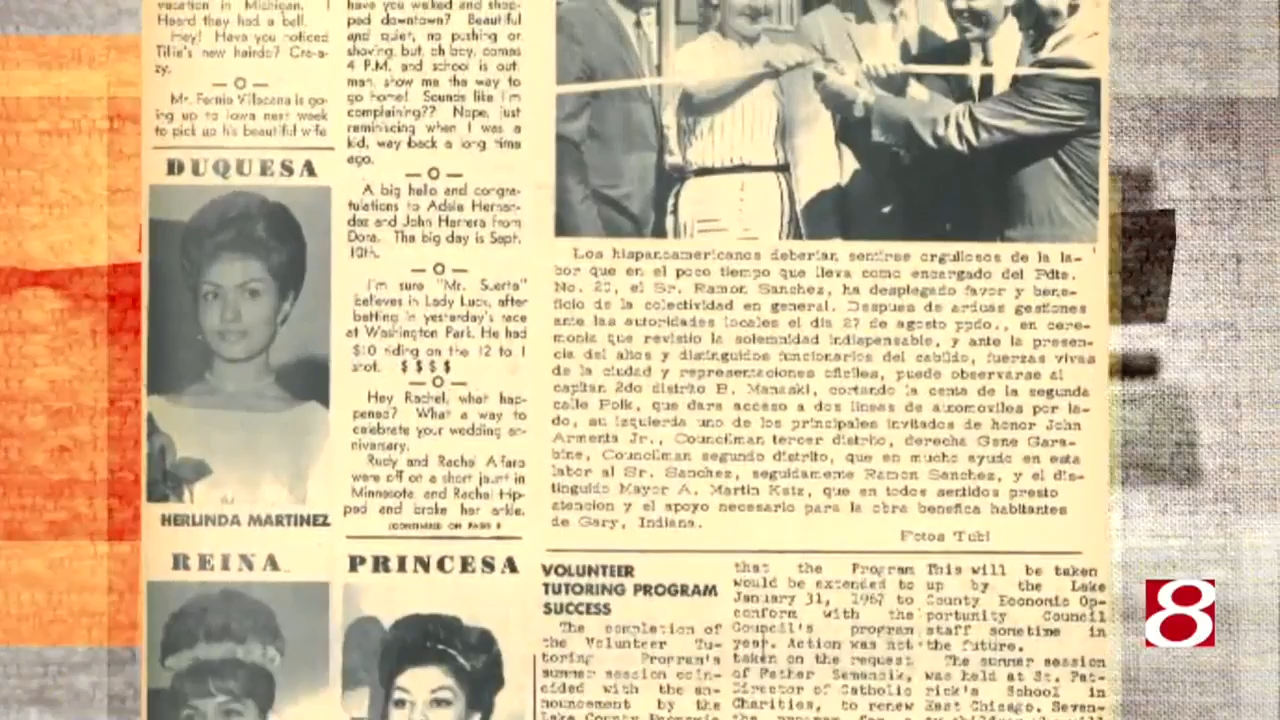 vacation in Michigan. I
Heard they had a bell.
Hey! Have you noticed
Tillie's new hairdo? Cra-a-
zy.
— O —
Mr. Fernie Villacana is go-
ing up to Iowa next week
to pick up his beautiful wife
DUQUESA
HERLINDA MARTINEZ
REINA
have you walked and shop-
ped downtown? Beautiful
and quiet, no pushing or
shoving, but, oh boy, comes
4 P.M. and school is out,
man, show me the way to
go home! Sounds like I'm
complaining?? Nope, just
reminiscing when I was a
kid, way back a long time
ago.
— O —
A big hello and congra-
tulations to Adela Hernan-
dez and John Herrera from
Dora. The big day is Sept.
10th.
— O —
I'm sure "Mr. Suerte"
believes in Lady Luck, after
betting in yesterday's race
at Washington Park. He had
$10 riding on the 12 to 1
shot. $ $ $ $
— O —
Hey Rachel, what hap-
pened? What a way to
celebrate your wedding an-
niversary.
Rudy and Rachel Alfaro
were off on a short jaunt in
Minnesota and Rachel flip-
ped and broke her ankle.
(CONTINUED ON PAGE
PRINCESA
Los hispanoamericanos deberian, sentirse orgullosos de la la-
bor que en el poco tiempo que lleva como encargado del Pdte.
No. 22, el Sr. Ramon Sanchez, ha desplegado favor y bene-
ficio de la colectividad en general. Despues de arduas gestiones
ante las autoridades locales el dia 27 de agosto ppdo., en cere-
monia que revistio la solemnidad indispensable, y ante la presen-
cia del altos y distinguidos funcionarios del cabildo, fuerzas vivas
de la ciudad y representaciones oficiles, puede observarse al
capitan 2do distrito B. Manzaki, cortando la centa de la segunda
calle Polk, que dara acceso a dos lineas de automoviles por la-
do, su izquierda uno de los principales invitados de honor John
Armenta Jr., Councilman tercer distrito, derecha Gene Gara-
bine, Councilman segundo distrito, que en mucho ayudo en esta
labor al Sr. Sanchez, seguidamente Ramon Sanchez, y el dis-
tinguido Mayor A. Martin Katz, que en todos sertidos presto
atencion y el apoyo necesario para la obra benefica habitantes
de Gary, Indiana.
Fotos Tubi
VOLUNTEER
TUTORING PROGRAM
SUCCESS
The completion of
the Volunteer Tu-
toring Program's
summer session coin-
cided with the an-
nouncement by the
Lake County Economic
that the Program
would be extended to
January 31, 1967 to
conform with the
Council's program
year. Action was not
taken on the request
of Father Semancik,
Director of Catholic
Charities, to renew
the program for a
This will be taken
up by the Lake
County Economic Op-
portunity Council
staff sometime in
the future.
The summer session
was held at St. Pat-
rick's School in
East Chicago. Seven-
ty children who will
8